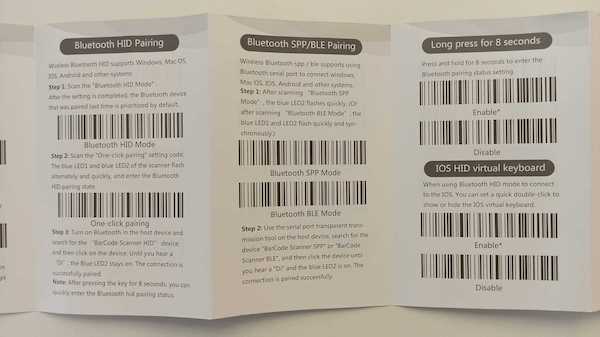 Bluetooth HID Pairing
Wireless Bluetooth HID supports Windows, Mac OS,
IOS, Android and other systems
Step 1: Scan the "Bluetooth HID Mode".
After the setting is completed, the Bluetooth device
that was paired last time is prioritized by default.
Bluetooth HID Mode
Step 2: Scan the "One-click pairing" setting code.
The blue LED1 and blue LED2 of the scanner flash
alternately and quickly, and enter the Bluetooth
HID pairing state
One-click pairing
Step 3: Turn on Bluetooth in the host device and
search for the "BarCode Scanner HID" device
and then click on the device. Until you hear a
"Di" , the blue LED2 stays on. The connection is
successfully paired.
Note: After pressing the key for 8 seconds, you can
quickly enter the Bluetooth hid pairing status.
Bluetooth SPP/BLE Pairing
Wireless Bluetooth spp / ble supports using
Bluetooth serial port to connect windows,
Mac OS, IOS, Android and other systems.
Step 1: After scanning "Bluetooth SPP
Mode" , the blue LED2 flashes quickly. (Or
after scanning "Bluetooth BLE Mode" , the
blue LED1 and LED2 flash quickly and syn-
chronously.)
Bluetooth SPP Mode
Bluetooth BLE Mode
Step 2: Use the serial port transparent trans-
mission tool on the host device, search for the
device "BarCode Scanner SPP" or "BarCode
Scanner BLE", and then click the device until
you hear a "Di" and the blue LED2 is on. The
connection is paired successfully.
Long press for 8 seconds
Press and hold for 8 seconds to enter the
Bluetooth pairing status setting.
Enable*
Disable
IOS HID virtual keyboard
When using Bluetooth HID mode to connect
to the IOS. You can set a quick double-click to
show or hide the IOS virtual keyboard.
Enable*
Disable